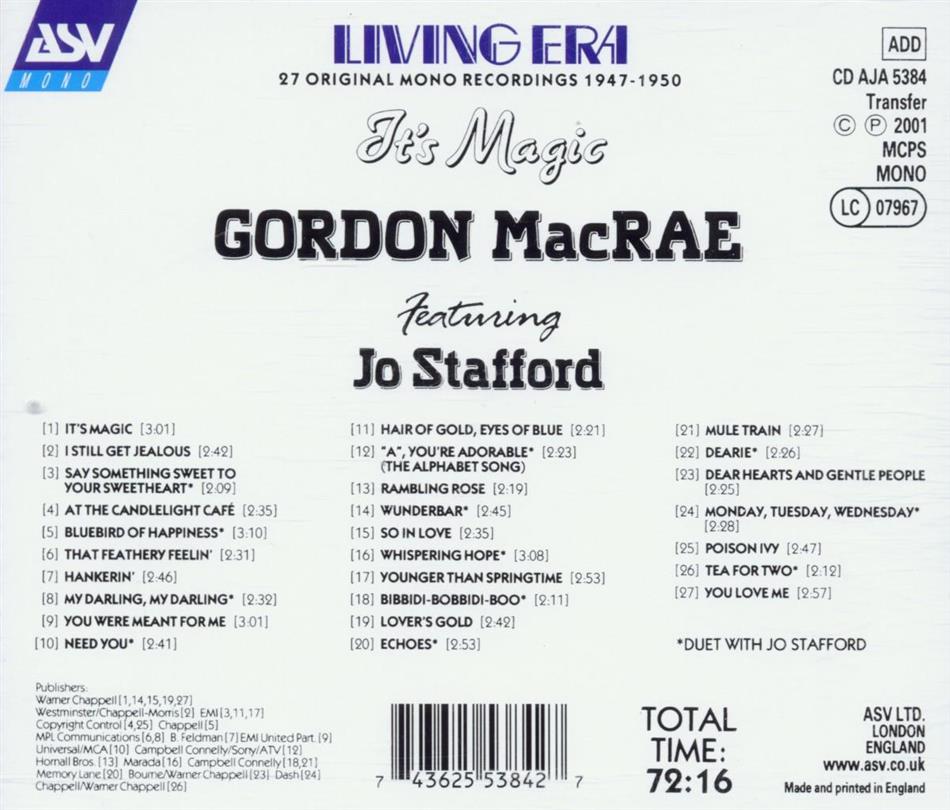 ASV
MONO
LIVING ERA
27 ORIGINAL MONO RECORDINGS 1947-1950
It's Magic
GORDON MacRAE
Featuring
Jo Stafford
ADD
CD AJA 5384
Transfer
© ℗ 2001
MCPS
MONO
LC 07967
[1] IT'S MAGIC [3:01]
[2] I STILL GET JEALOUS [2:42]
[3] SAY SOMETHING SWEET TO
YOUR SWEETHEART* [2:09]
[4] AT THE CANDLELIGHT CAFÉ [2:35]
[5] BLUEBIRD OF HAPPINESS* [3:10]
[6] THAT FEATHERY FEELIN' [2:31]
[7] HANKERIN' [2:46]
[8] MY DARLING, MY DARLING* [2:32]
[9] YOU WERE MEANT FOR ME [3:01]
[10] NEED YOU* [2:41]
[11] HAIR OF GOLD, EYES OF BLUE [2:21]
[12] "A", YOU'RE ADORABLE* [2:23]
(THE ALPHABET SONG)
[13] RAMBLING ROSE [2:19]
[14] WUNDERBAR* [2:45]
[15] SO IN LOVE [2:35]
[16] WHISPERING HOPE* [3:08]
[17] YOUNGER THAN SPRINGTIME [2:53]
[18] BIBBIDI-BOBBIDI-BOO* [2:11]
[19] LOVER'S GOLD [2:42]
[20] ECHOES* [2:53]
[21] MULE TRAIN [2:27]
[22] DEARIE* [2:26]
[23] DEAR HEARTS AND GENTLE PEOPLE
[2:25]
[24] MONDAY, TUESDAY, WEDNESDAY*
[2:28]
[25] POISON IVY [2:47]
[26] TEA FOR TWO* [2:12]
[27] YOU LOVE ME [2:57]
*DUET WITH JO STAFFORD
Publishers:
Warner Chappell [1,14,15,19,27]
Westminster/Chappell-Morris [2] EMI [3,11,17]
Copyright Control [4,25] Chappell [5]
MPL Communications [6,8] B. Feldman [7] EMI United Part. [9]
Universal/MCA [10] Campbell Connelly/Sony/ATV [12]
Hornall Bros. [13] Marada [16] Campbell Connelly [18,21]
Memory Lane [20] Bourne/Warner Chappell [23] Dash [24]
Chappell/Warner Chappell [26]
7 43625 53842 7
TOTAL
TIME:
72:16
ASV LTD.
LONDON
ENGLAND
www.asv.co.uk
Made and printed in England